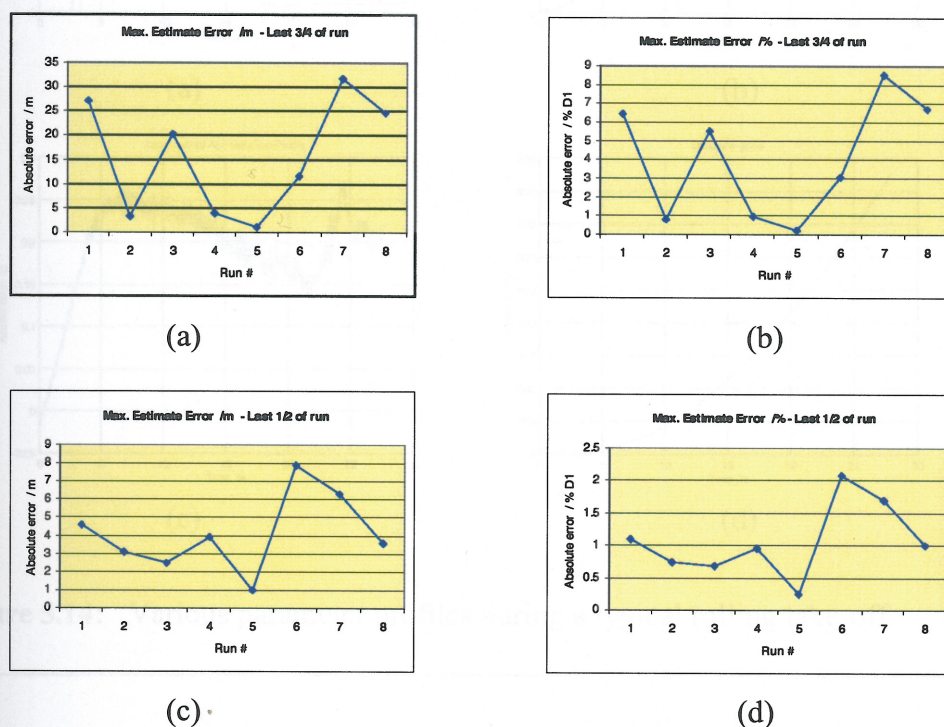 Max. Estimate Error /m - Last 3/4 of run
Absolute error / m
35
30
25
20
15
10
5
0
1 2 3 4 5 6 7 8
Run #
(a)
Max. Estimate Error /% - Last 3/4 of run
Absolute error / % D1
9
8
7
6
5
4
3
2
1
0
1 2 3 4 5 6 7 8
Run #
(b)
Max. Estimate Error /m - Last 1/2 of run
Absolute error / m
9
8
7
6
5
4
3
2
1
0
1 2 3 4 5 6 7 8
Run #
(c)
Max. Estimate Error /% - Last 1/2 of run
Absolute error / % D1
2.5
2
1.5
1
0.5
0
1 2 3 4 5 6 7 8
Run #
(d)